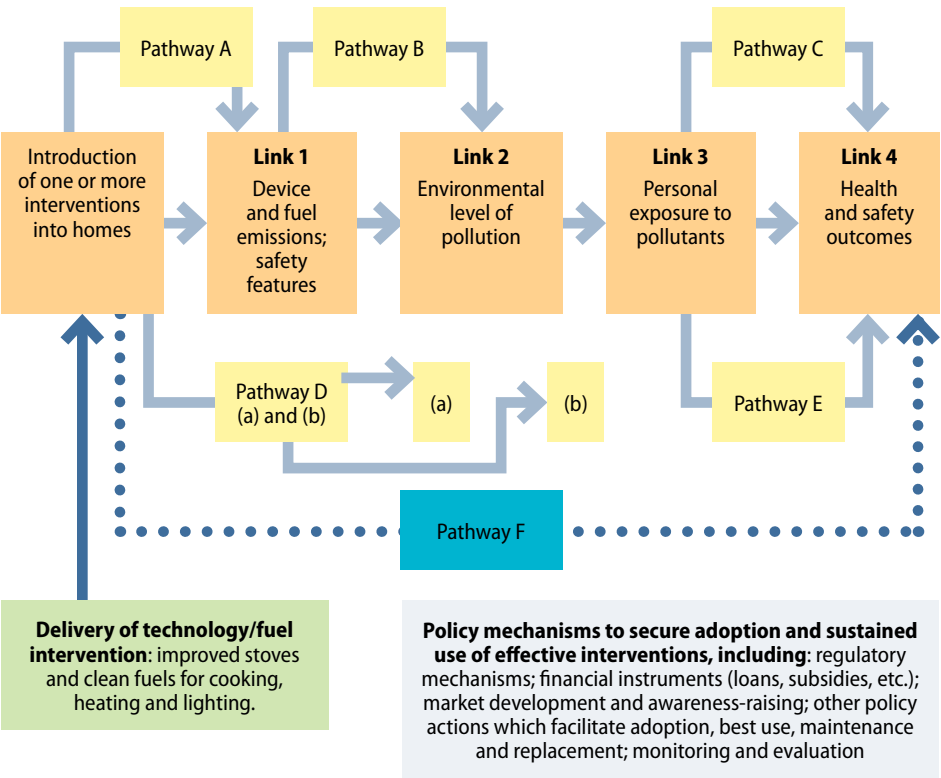 Pathway A
Pathway B
Pathway C
Introduction
of one or more
interventions
into homes
Link 1
Device
and fuel
emissions;
safety
features
Link 2
Environmental
level of
pollution
Link 3
Personal
exposure to
pollutants
Link 4
Health
and safety
outcomes
Pathway D
(a) and (b)
(a)
(b)
Pathway E
Pathway F
Delivery of technology/fuel
intervention: improved stoves
and clean fuels for cooking,
heating and lighting.
Policy mechanisms to secure adoption and sustained
use of effective interventions, including: regulatory
mechanisms; financial instruments (loans, subsidies, etc.);
market development and awareness-raising; other policy
actions which facilitate adoption, best use, maintenance
and replacement; monitoring and evaluation